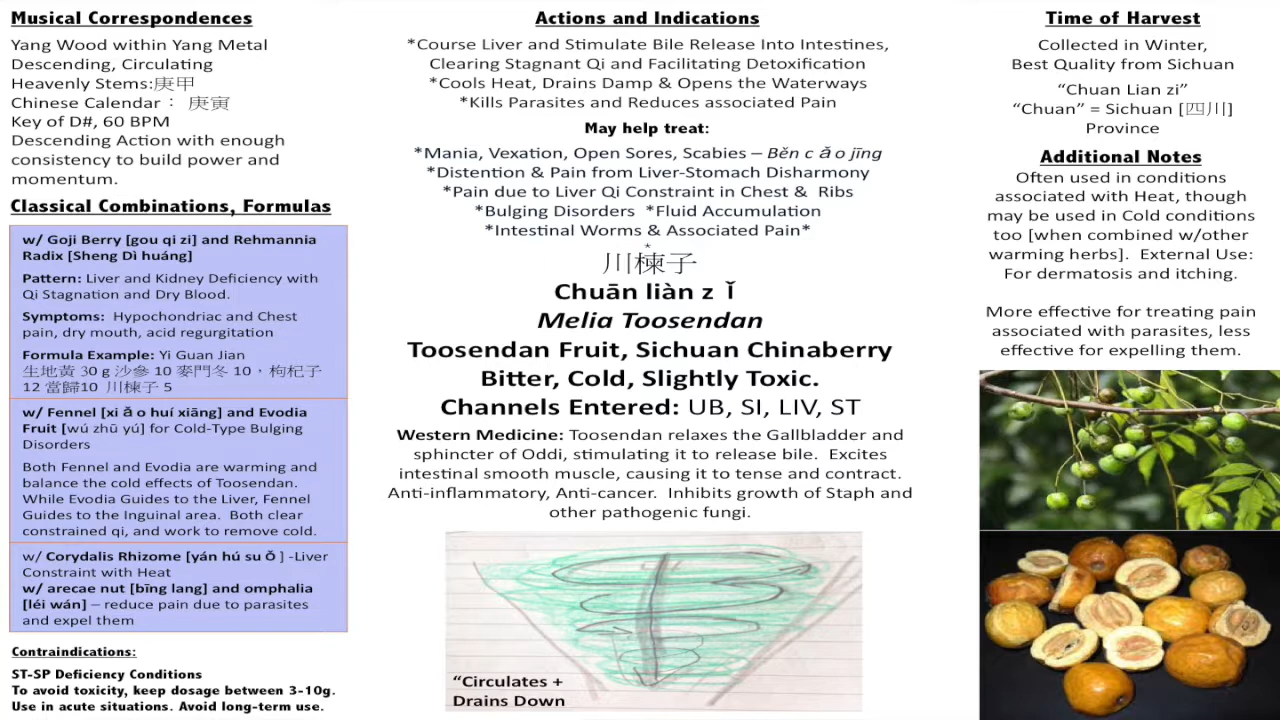 Musical Correspondences
Yang Wood within Yang Metal
Descending, Circulating
Heavenly Stems:庚甲
Chinese Calendar： 庚寅
Key of D#, 60 BPM
Descending Action with enough
consistency to build power and
momentum.
Classical Combinations, Formulas
w/ Goji Berry [gou qi zi] and Rehmannia
Radix [Sheng Dì huáng]
Pattern: Liver and Kidney Deficiency with
Qi Stagnation and Dry Blood.
Symptoms: Hypochondriac and Chest
pain, dry mouth, acid regurgitation
Formula Example: Yi Guan Jian
生地黃 30 g 沙參 10 麥門冬 10，枸杞子
12 當歸10 川楝子 5
w/ Fennel [xi ǎ o huí xiāng] and Evodia
Fruit [wú zhū yú] for Cold-Type Bulging
Disorders
Both Fennel and Evodia are warming and
balance the cold effects of Toosendan.
While Evodia Guides to the Liver, Fennel
Guides to the Inguinal area. Both clear
constrained qi, and work to remove cold.
w/ Corydalis Rhizome [yán hú su ǒ ] -Liver
Constraint with Heat
w/ arecae nut [bīng lang] and omphalia
[léi wán] – reduce pain due to parasites
and expel them
Contraindications:
ST-SP Deficiency Conditions
To avoid toxicity, keep dosage between 3-10g.
Use in acute situations. Avoid long-term use.
Actions and Indications
*Course Liver and Stimulate Bile Release Into Intestines,
Clearing Stagnant Qi and Facilitating Detoxification
*Cools Heat, Drains Damp & Opens the Waterways
*Kills Parasites and Reduces associated Pain
May help treat:
*Mania, Vexation, Open Sores, Scabies – Běn c ǎ o jīng
*Distention & Pain from Liver-Stomach Disharmony
*Pain due to Liver Qi Constraint in Chest & Ribs
*Bulging Disorders *Fluid Accumulation
*Intestinal Worms & Associated Pain*
*
川楝子
Chuān liàn z ǐ
Melia Toosendan
Toosendan Fruit, Sichuan Chinaberry
Bitter, Cold, Slightly Toxic.
Channels Entered: UB, SI, LIV, ST
Western Medicine: Toosendan relaxes the Gallbladder and
sphincter of Oddi, stimulating it to release bile. Excites
intestinal smooth muscle, causing it to tense and contract.
Anti-inflammatory, Anti-cancer. Inhibits growth of Staph and
other pathogenic fungi.
“Circulates +
Drains Down
Time of Harvest
Collected in Winter,
Best Quality from Sichuan
“Chuan Lian zi”
“Chuan” = Sichuan [四川]
Province
Additional Notes
Often used in conditions
associated with Heat, though
may be used in Cold conditions
too [when combined w/other
warming herbs]. External Use:
For dermatosis and itching.
More effective for treating pain
associated with parasites, less
effective for expelling them.